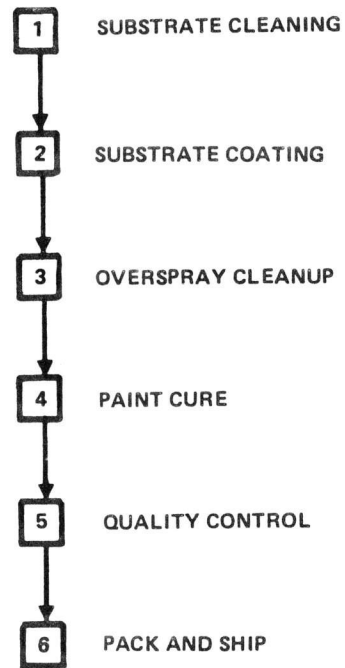 1 SUBSTRATE CLEANING
2 SUBSTRATE COATING
3 OVERSPRAY CLEANUP
4 PAINT CURE
5 QUALITY CONTROL
6 PACK AND SHIP